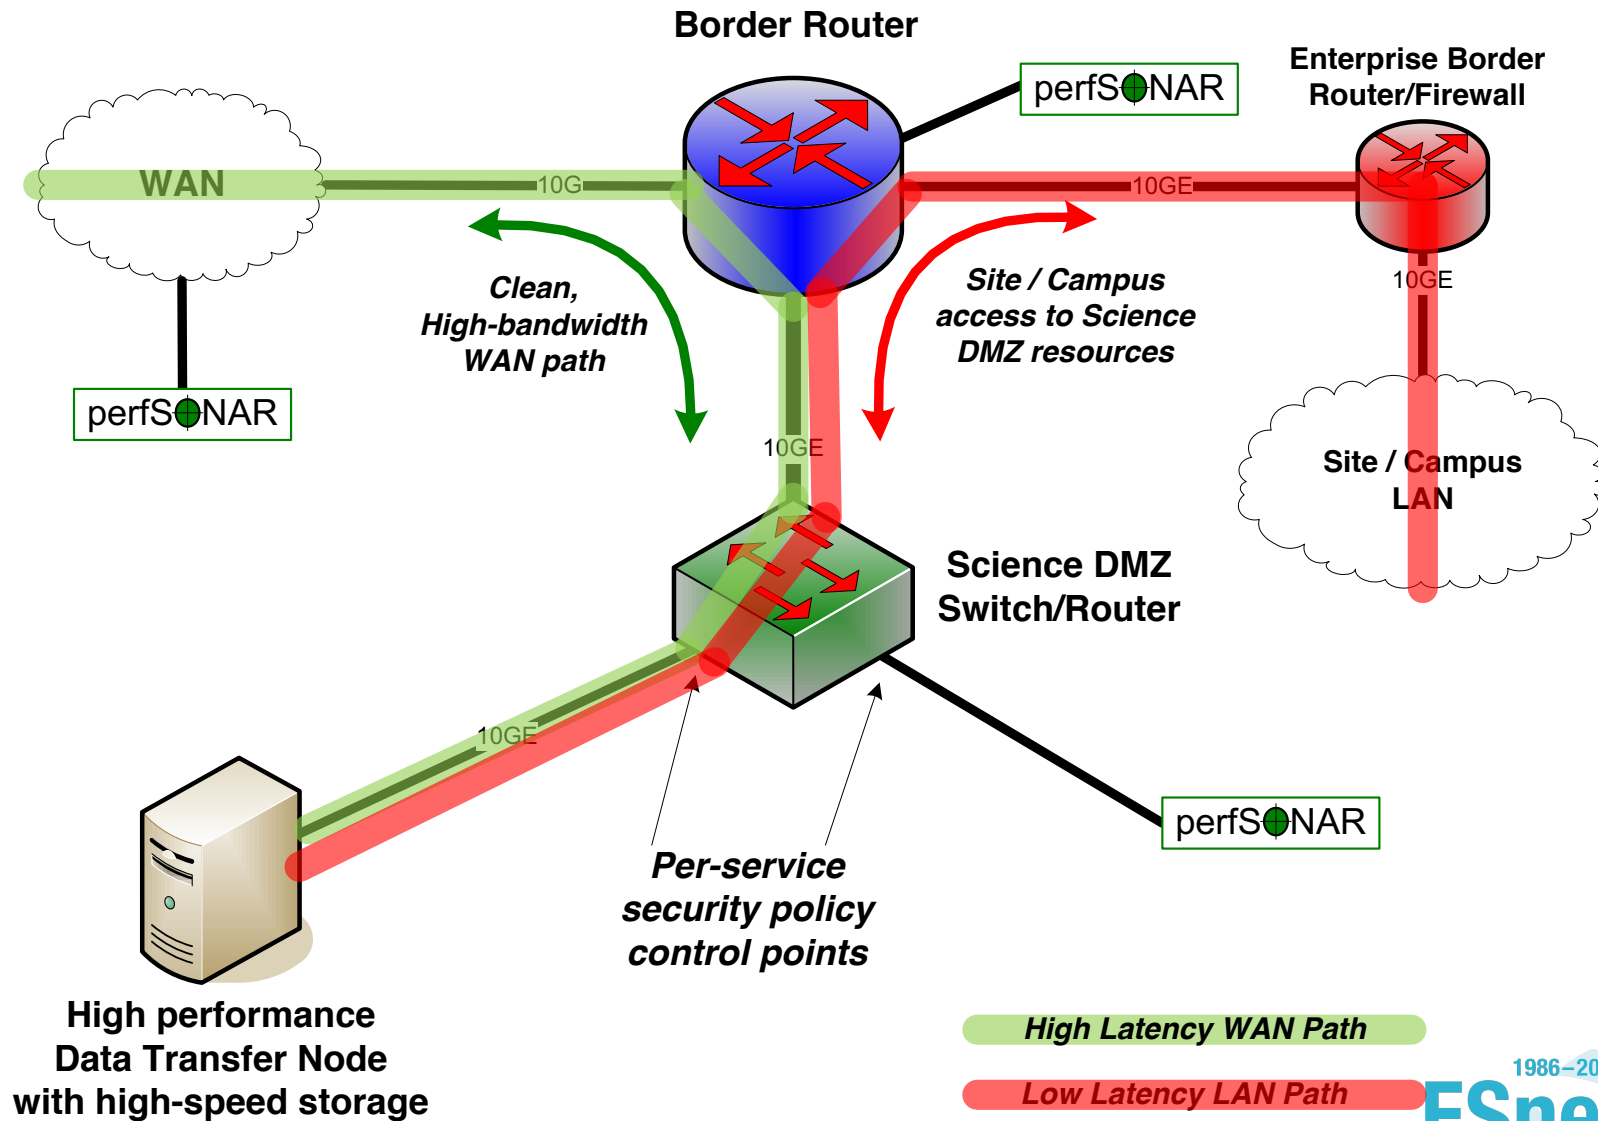 Border Router
perfSONAR
Enterprise Border
Router/Firewall
WAN
10G
10GE
Clean,
High-bandwidth
WAN path
Site / Campus
access to Science
DMZ resources
10GE
perfSONAR
10GE
Site / Campus
LAN
Science DMZ
Switch/Router
10GE
perfSONAR
Per-service
security policy
control points
High performance
Data Transfer Node
with high-speed storage
High Latency WAN Path
Low Latency LAN Path
1986–20